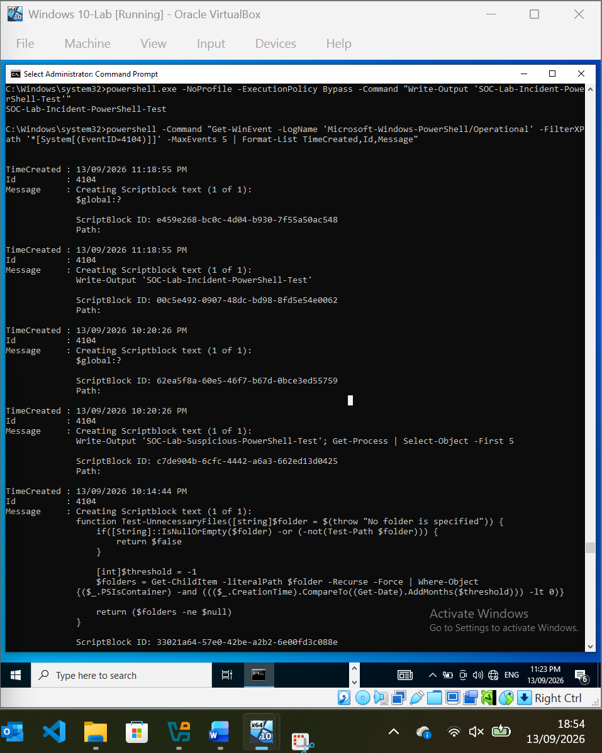 Windows 10-Lab [Running] - Oracle VirtualBox
File Machine View Input Devices Help
Select Administrator: Command Prompt
C:\Windows\system32>powershell.exe -NoProfile -ExecutionPolicy Bypass -Command "Write-Output 'SOC-Lab-Incident-Powe
rShell-Test'"
SOC-Lab-Incident-PowerShell-Test
C:\Windows\system32>powershell -Command "Get-WinEvent -LogName 'Microsoft-Windows-PowerShell/Operational' -FilterXP
ath '*[System[(EventID=4104)]]' -MaxEvents 5 | Format-List TimeCreated,Id,Message"
TimeCreated : 13/09/2026 11:18:55 PM
Id : 4104
Message : Creating Scriptblock text (1 of 1):
$global:?
ScriptBlock ID: e459e268-bc0c-4d04-b930-7f55a50ac548
Path:
TimeCreated : 13/09/2026 11:18:55 PM
Id : 4104
Message : Creating Scriptblock text (1 of 1):
Write-Output 'SOC-Lab-Incident-PowerShell-Test'
ScriptBlock ID: 00c5e492-0907-48dc-bd98-8fd5e54e0062
Path:
TimeCreated : 13/09/2026 10:20:26 PM
Id : 4104
Message : Creating Scriptblock text (1 of 1):
$global:?
ScriptBlock ID: 62ea5f8a-60e5-46f7-b67d-0bce3ed55759
Path:
TimeCreated : 13/09/2026 10:20:26 PM
Id : 4104
Message : Creating Scriptblock text (1 of 1):
Write-Output 'SOC-Lab-Suspicious-PowerShell-Test'; Get-Process | Select-Object -First 5
ScriptBlock ID: c7de904b-6cfc-4442-a6a3-662ed13d0425
Path:
TimeCreated : 13/09/2026 10:14:44 PM
Id : 4104
Message : Creating Scriptblock text (1 of 1):
function Test-UnnecessaryFiles([string]$folder = $(throw "No folder is specified")) {
if([String]::IsNullOrEmpty($folder) -or (-not(Test-Path $folder))) {
return $false
}
[int]$threshold = -1
$folders = Get-ChildItem -literalPath $folder -Recurse -Force | Where-Object
{($_.PSIsContainer) -and ((($_.CreationTime).CompareTo((Get-Date).AddMonths($threshold))) -lt 0)}
return ($folders -ne $null)
}
ScriptBlock ID: 33021a64-57e0-42be-a2b2-6e00fd3c088e
Activate Windows
Go to Settings to activate Windows.
Type here to search
ENG
11:23 PM
13/09/2026
6
Right Ctrl
18:54
13/09/2026